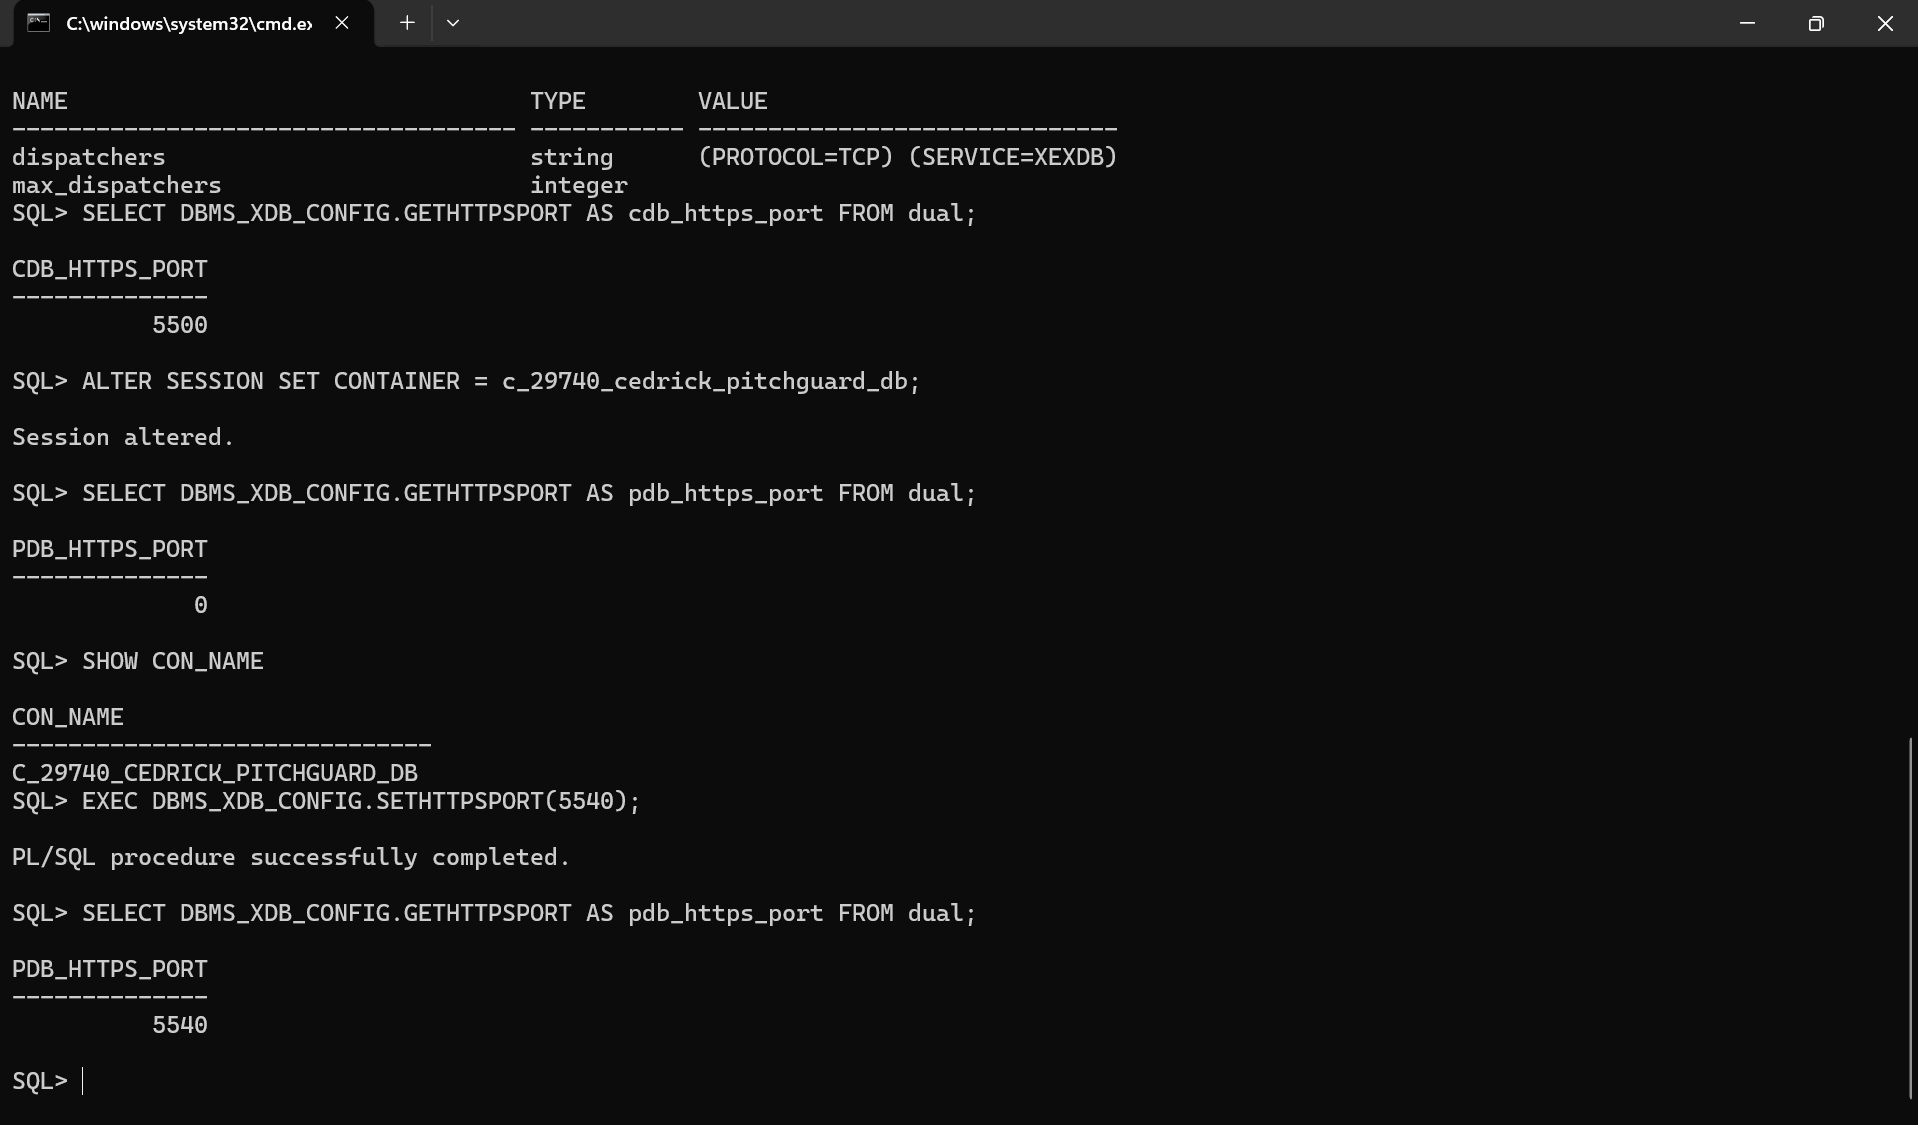 C:\windows\system32\cmd.ex
NAME                                 TYPE        VALUE
------------------------------------ ----------- ------------------------------
dispatchers                          string      (PROTOCOL=TCP) (SERVICE=XEXDB)
max_dispatchers                      integer
SQL> SELECT DBMS_XDB_CONFIG.GETHTTPSPORT AS cdb_https_port FROM dual;
CDB_HTTPS_PORT
--------------
          5500
SQL> ALTER SESSION SET CONTAINER = c_29740_cedrick_pitchguard_db;
Session altered.
SQL> SELECT DBMS_XDB_CONFIG.GETHTTPSPORT AS pdb_https_port FROM dual;
PDB_HTTPS_PORT
--------------
             0
SQL> SHOW CON_NAME
CON_NAME
------------------------------
C_29740_CEDRICK_PITCHGUARD_DB
SQL> EXEC DBMS_XDB_CONFIG.SETHTTPSPORT(5540);
PL/SQL procedure successfully completed.
SQL> SELECT DBMS_XDB_CONFIG.GETHTTPSPORT AS pdb_https_port FROM dual;
PDB_HTTPS_PORT
--------------
          5540
SQL>